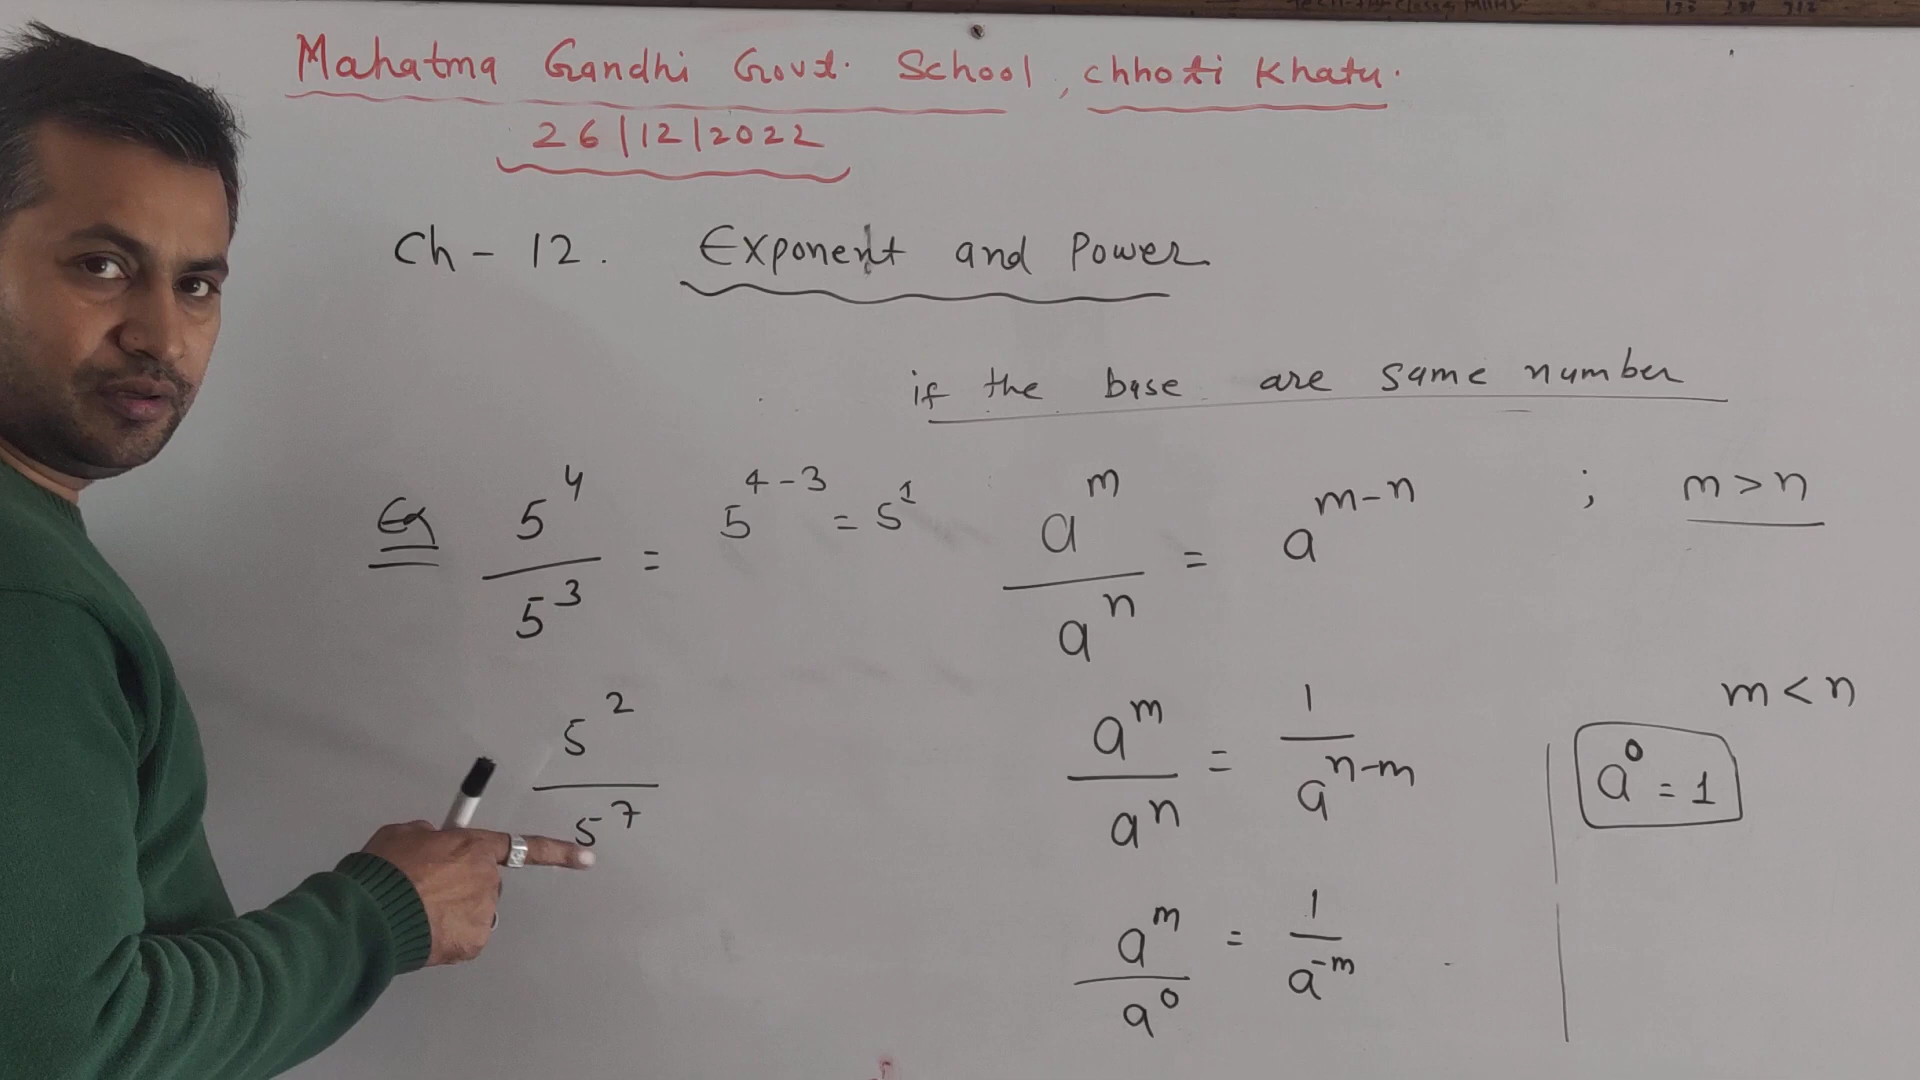 Mahatma Gandhi Govt. School, chhoti Khatu.
26/12/2022
Ch - 12. Exponent and Power
if the base are same number
Ex 5^4/5^3 = 5^(4-3) = 5^1
a^m/a^n = a^(m-n) ; m>n
5^2/5^7
a^m/a^n = 1/a^(n-m) m<n
a^0 = 1
a^m/a^0 = 1/a^(-m)